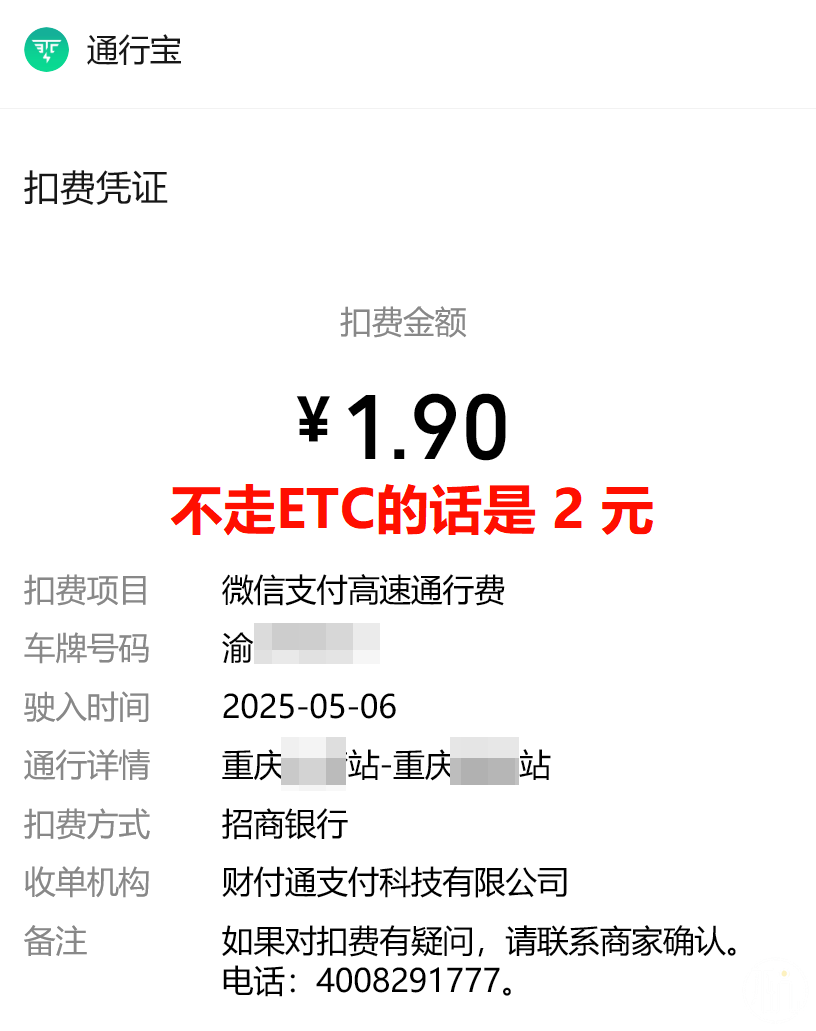 通行宝
扣费凭证
扣费金额
¥1.90
不走ETC的话是 2 元
扣费项目 微信支付高速通行费
车牌号码 渝
驶入时间 2025-05-06
通行详情 重庆 站-重庆 站
扣费方式 招商银行
收单机构 财付通支付科技有限公司
备注 如果对扣费有疑问，请联系商家确认。
电话：4008291777。